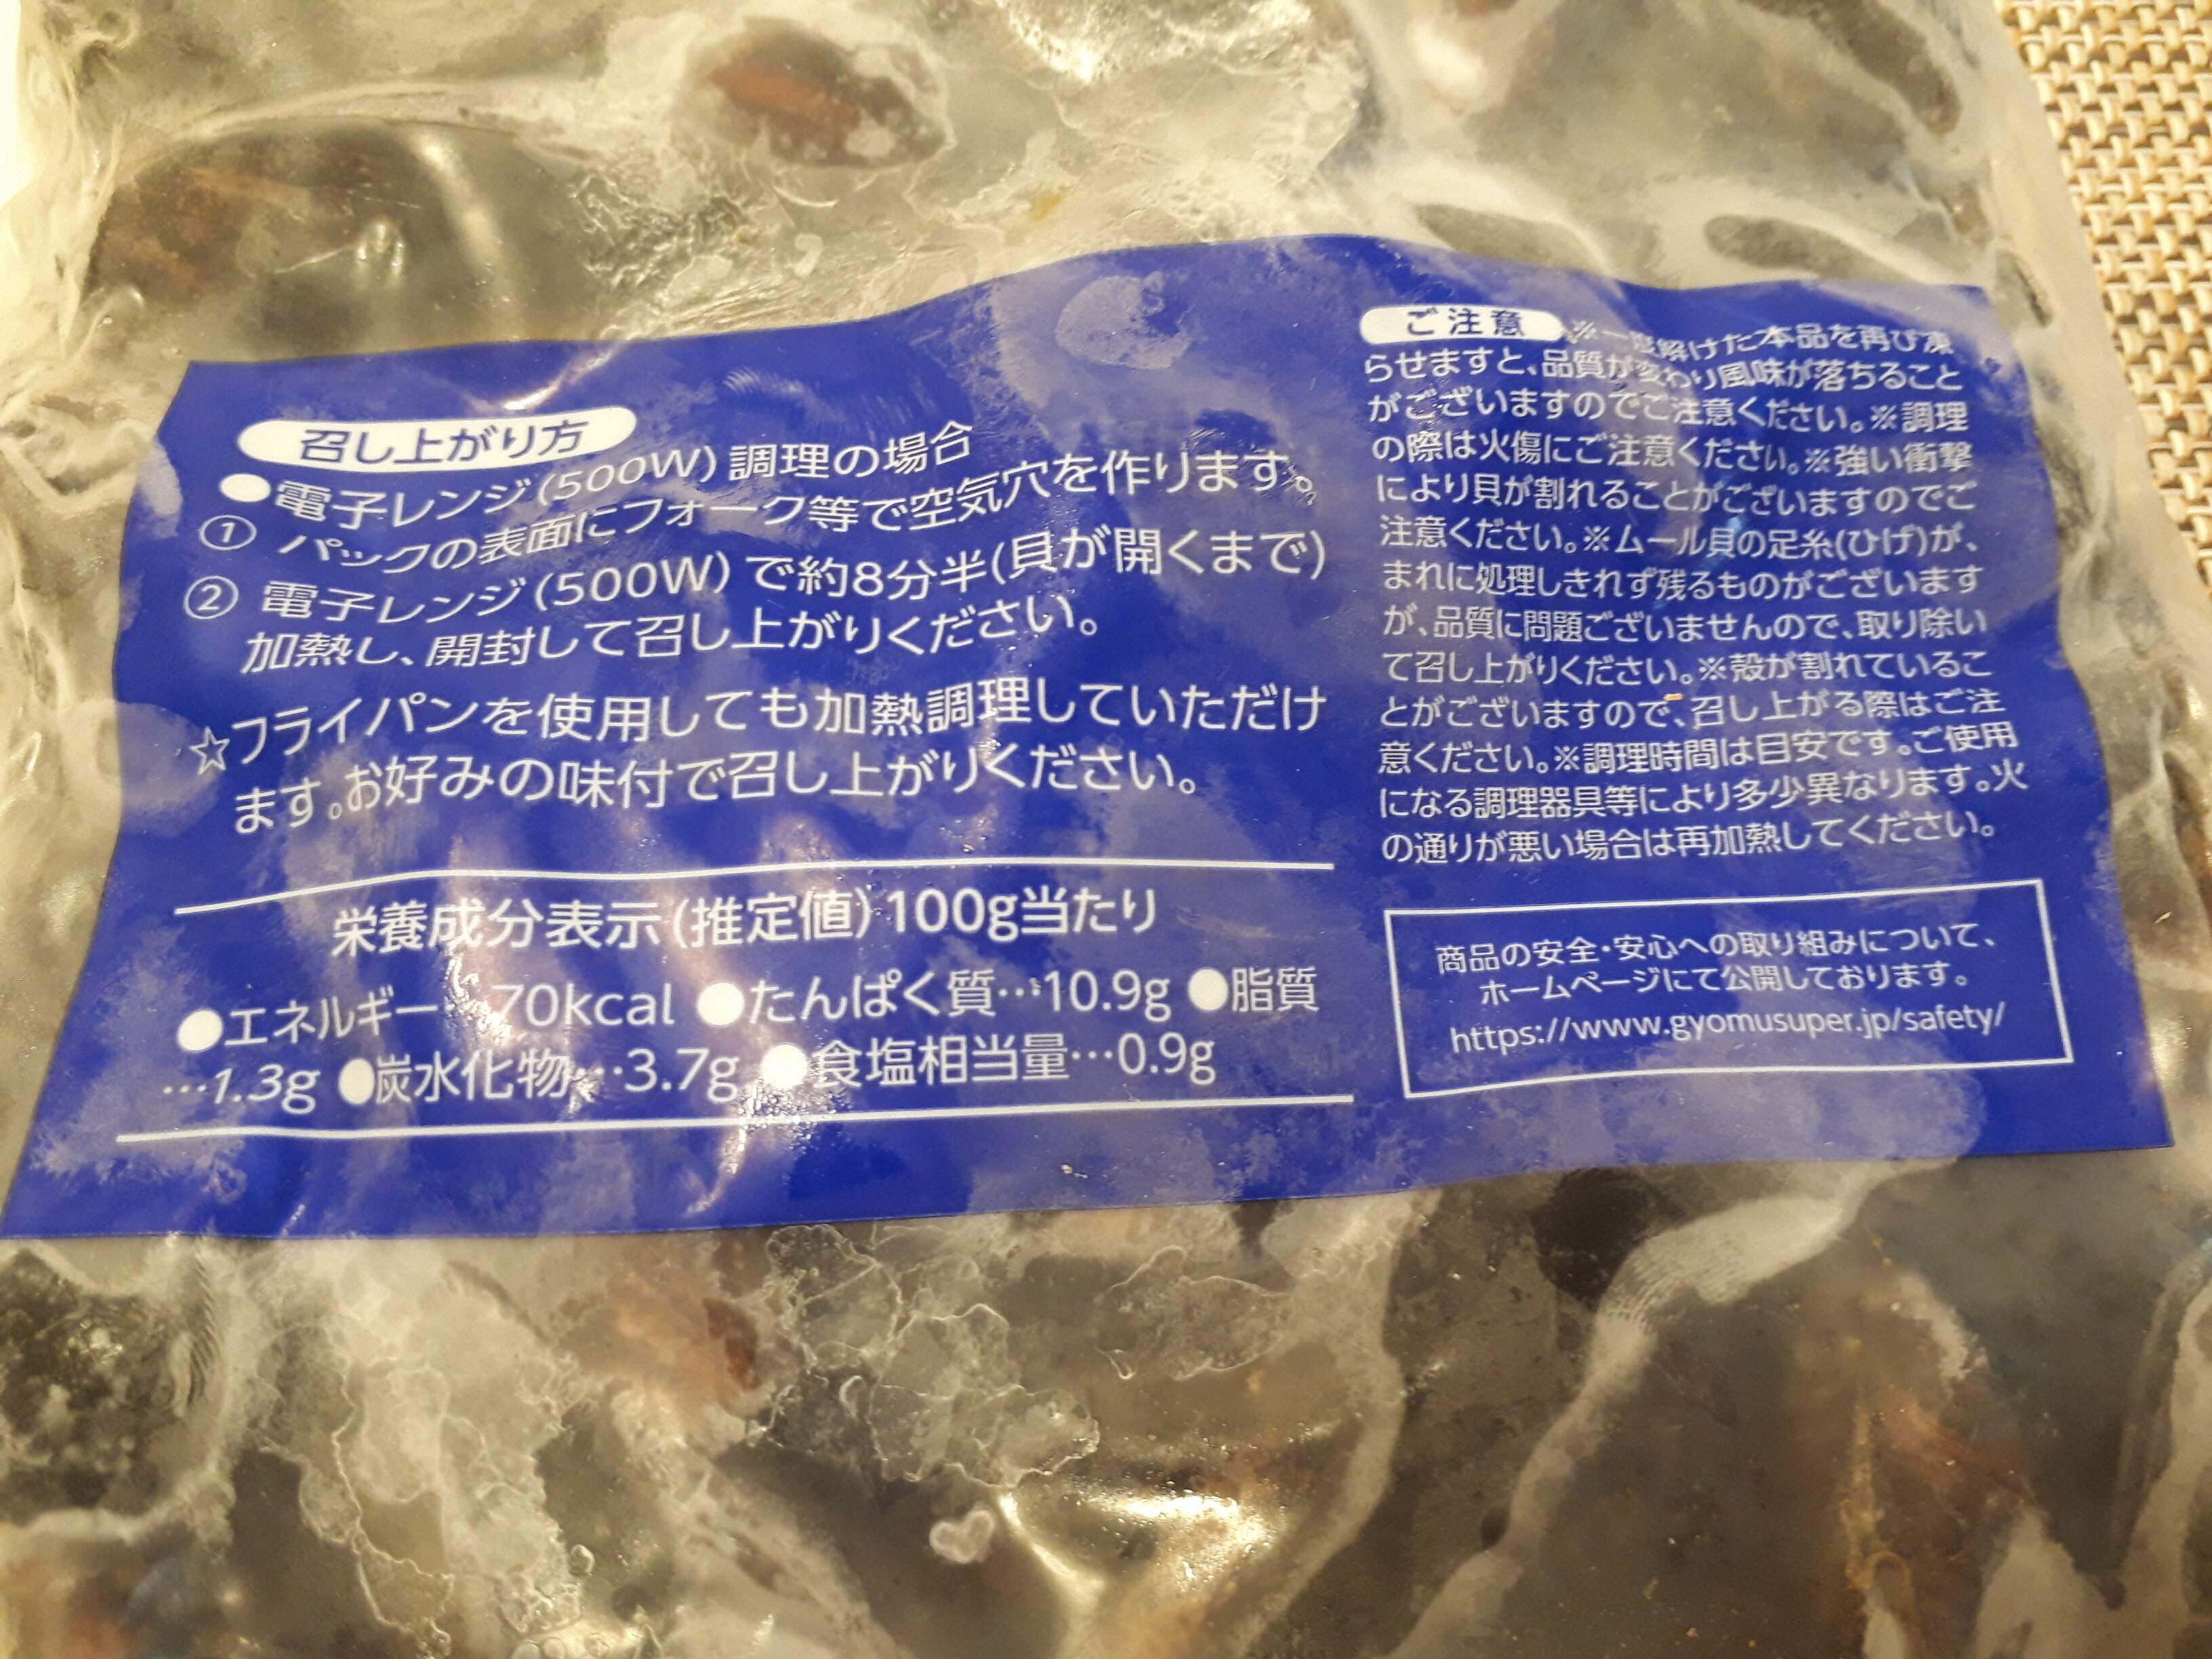 召し上がり方
●電子レンジ(500W)調理の場合
① パックの表面にフォーク等で空気穴を作ります。
② 電子レンジ(500W)で約8分半(貝が開くまで)
加熱し、開封して召し上がりください。
☆フライパンを使用しても加熱調理していただけ
ます。お好みの味付で召し上がりください。
栄養成分表示(推定値)100g当たり
●エネルギー…70kcal ●たんぱく質…10.9g ●脂質
…1.3g ●炭水化物…3.7g ●食塩相当量…0.9g
ご注意 ※一度解けた本品を再び凍
らせますと、品質が変わり風味が落ちること
がございますのでご注意ください。※調理
の際は火傷にご注意ください。※強い衝撃
により貝が割れることがございますのでご
注意ください。※ムール貝の足糸(ひげ)が、
まれに処理しきれず残るものがございます
が、品質に問題ございませんので、取り除い
て召し上がりください。※殻が割れているこ
とがございますので、召し上がる際はご注
意ください。※調理時間は目安です。ご使用
になる調理器具等により多少異なります。火
の通りが悪い場合は再加熱してください。
商品の安全・安心への取り組みについて、
ホームページにて公開しております。
https://www.gyomusuper.jp/safety/